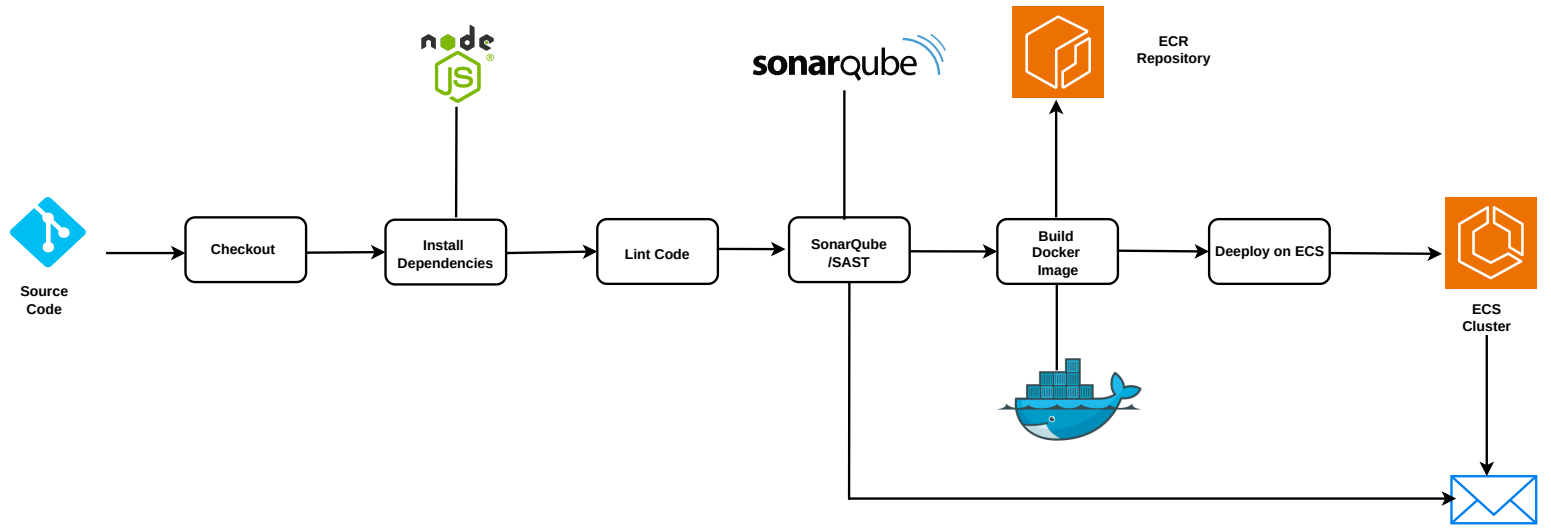 node
JS
®
sonarqube
ECR
Repository
Source
Code
Checkout
Install
Dependencies
Lint Code
SonarQube
/SAST
Build
Docker
Image
Deeploy on ECS
ECS
Cluster